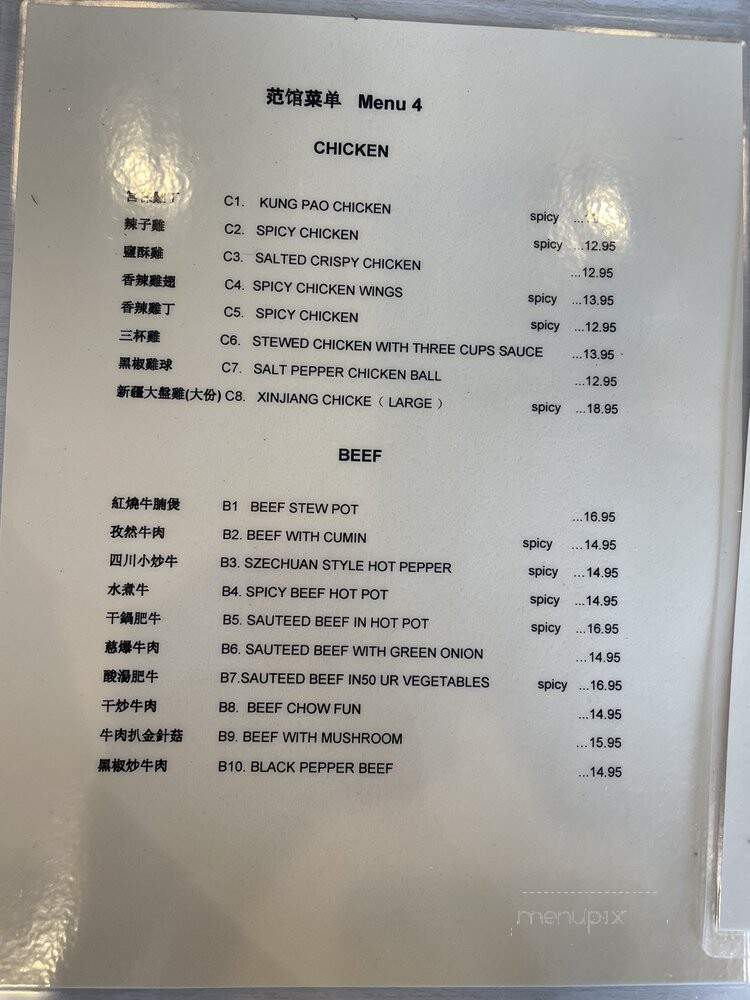 范馆菜单 Menu 4
CHICKEN
C1. KUNG PAO CHICKEN spicy
辣子雞 C2. SPICY CHICKEN spicy ...12.95
鹽酥雞 C3. SALTED CRISPY CHICKEN ...12.95
香辣雞翅 C4. SPICY CHICKEN WINGS spicy ...13.95
香辣雞丁 C5. SPICY CHICKEN spicy ...12.95
三杯雞 C6. STEWED CHICKEN WITH THREE CUPS SAUCE ...13.95
黑椒雞球 C7. SALT PEPPER CHICKEN BALL ...12.95
新疆大盤雞(大份) C8. XINJIANG CHICKE（ LARGE ） spicy ...18.95
BEEF
紅燒牛腩煲 B1 BEEF STEW POT ...16.95
孜然牛肉 B2. BEEF WITH CUMIN spicy ...14.95
四川小炒牛 B3. SZECHUAN STYLE HOT PEPPER spicy ...14.95
水煮牛 B4. SPICY BEEF HOT POT spicy ...14.95
干鍋肥牛 B5. SAUTEED BEEF IN HOT POT spicy ...16.95
蔥爆牛肉 B6. SAUTEED BEEF WITH GREEN ONION ...14.95
酸湯肥牛 B7.SAUTEED BEEF IN50 UR VEGETABLES spicy ...16.95
干炒牛肉 B8. BEEF CHOW FUN ...14.95
牛肉扒金針菇 B9. BEEF WITH MUSHROOM ...15.95
黑椒炒牛肉 B10. BLACK PEPPER BEEF ...14.95
menupix